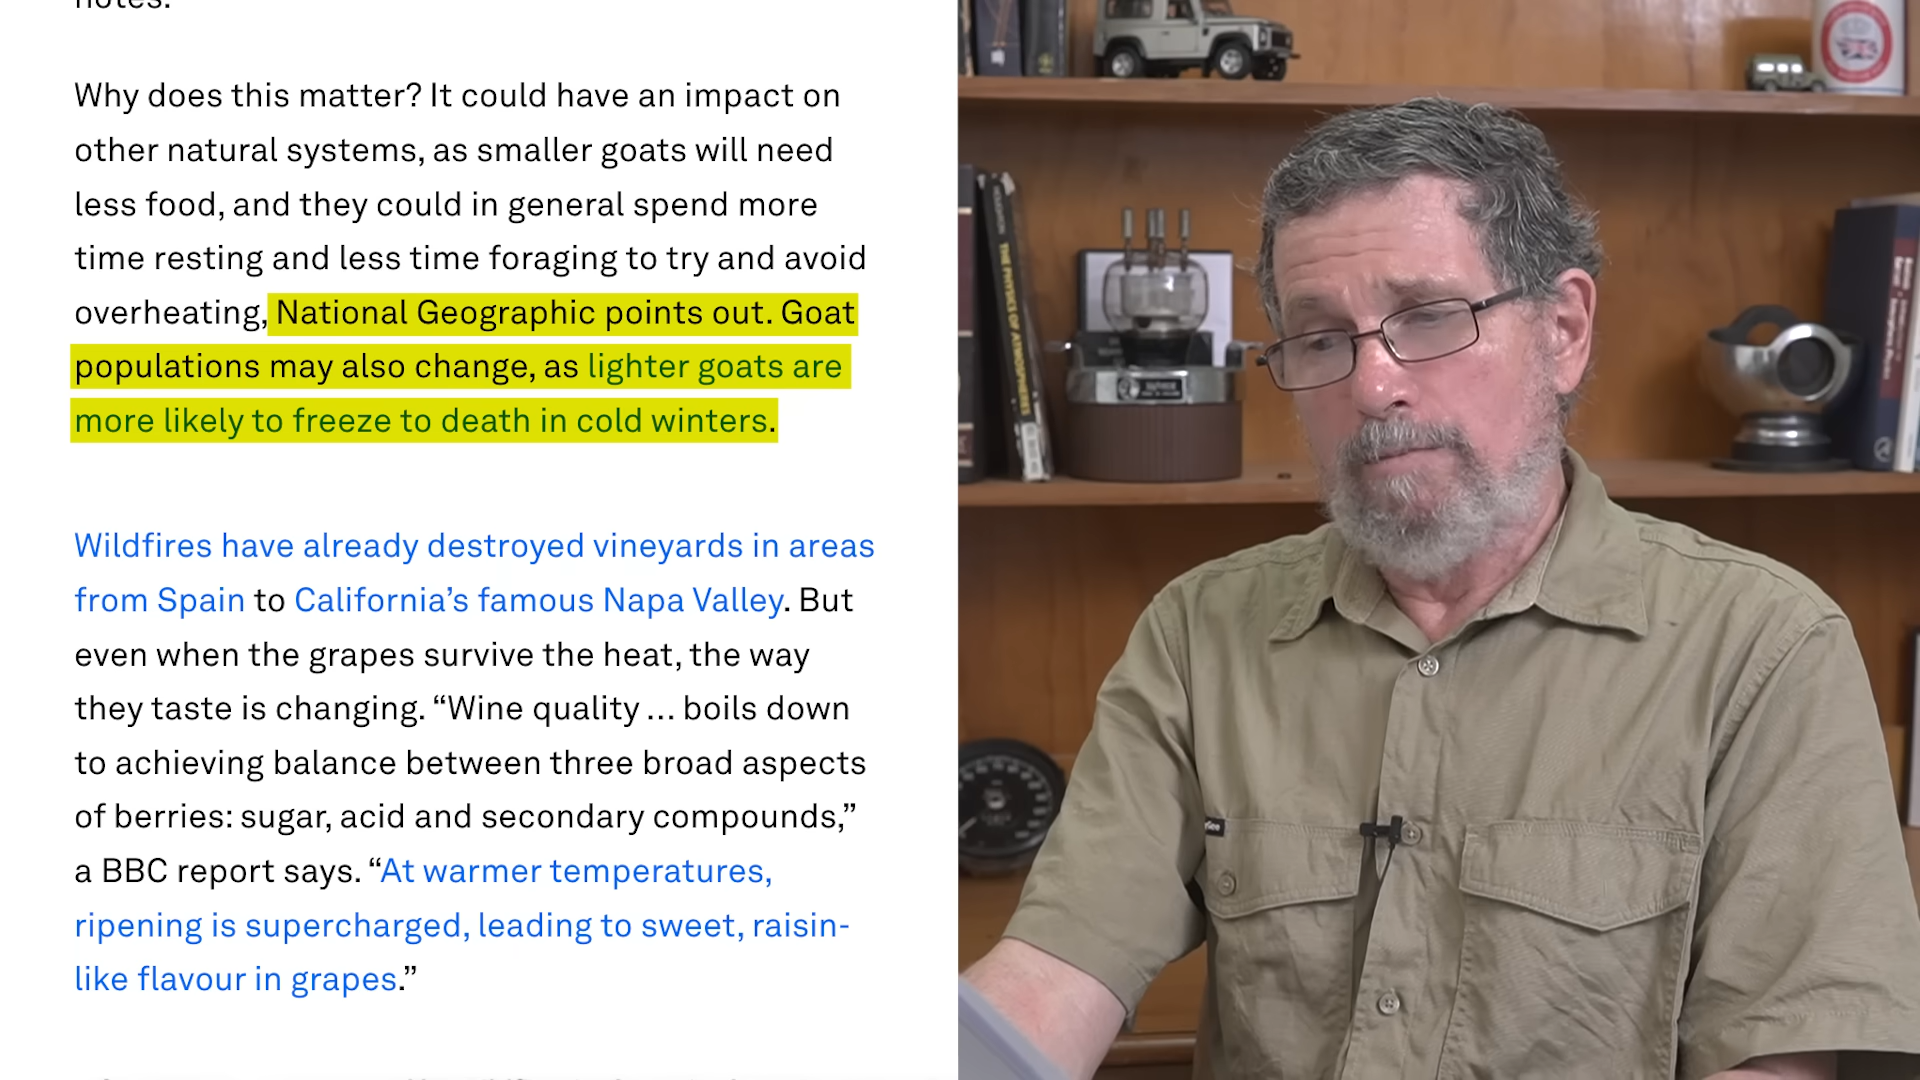 notes.
Why does this matter? It could have an impact on
other natural systems, as smaller goats will need
less food, and they could in general spend more
time resting and less time foraging to try and avoid
overheating, National Geographic points out. Goat
populations may also change, as lighter goats are
more likely to freeze to death in cold winters.
Wildfires have already destroyed vineyards in areas
from Spain to California’s famous Napa Valley. But
even when the grapes survive the heat, the way
they taste is changing. “Wine quality ... boils down
to achieving balance between three broad aspects
of berries: sugar, acid and secondary compounds,”
a BBC report says. “At warmer temperatures,
ripening is supercharged, leading to sweet, raisin-
like flavour in grapes.”
THE PHYSICS OF ATMOSPHERES